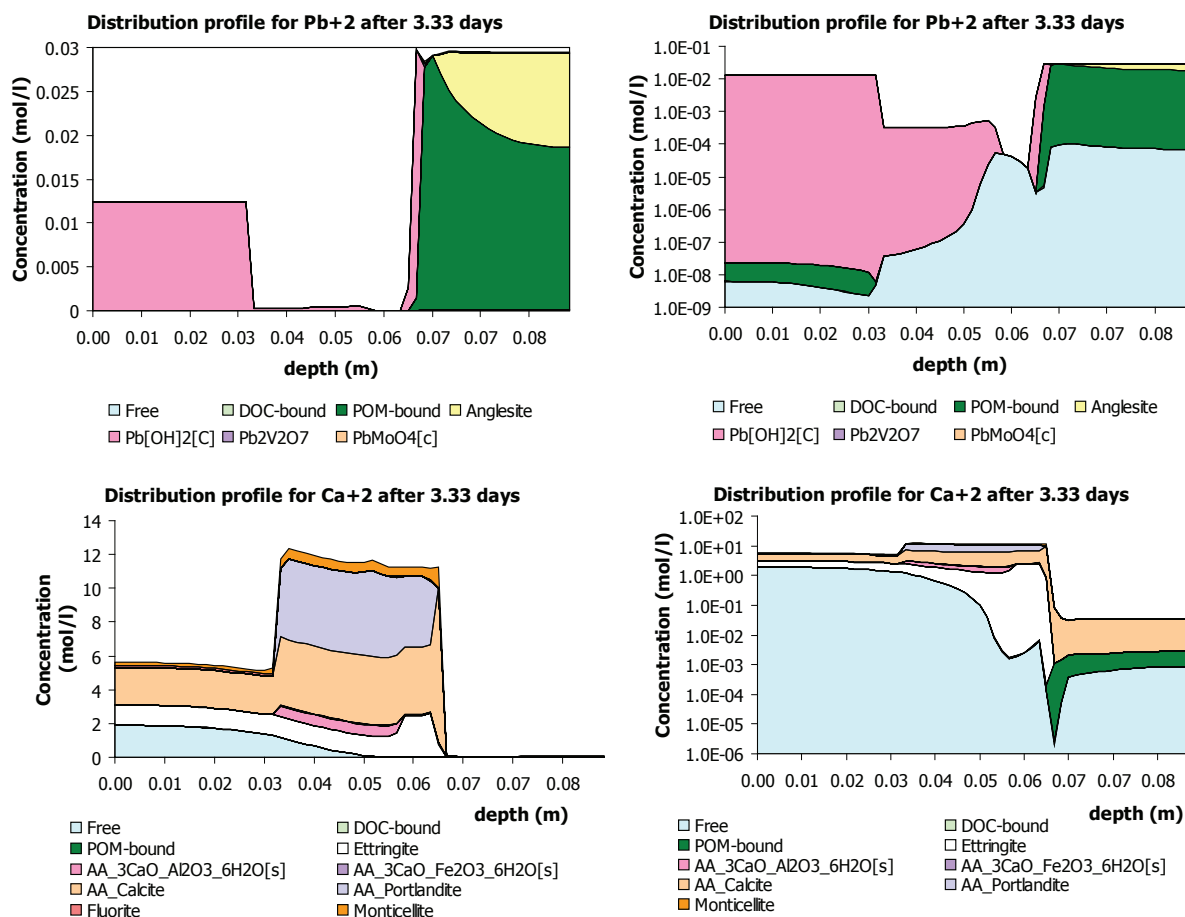 Distribution profile for Pb+2 after 3.33 days
0.03
0.025
0.02
0.015
0.01
0.005
0
Concentration (mol/l)
0.00 0.01 0.01 0.02 0.03 0.04 0.05 0.06 0.07 0.08
depth (m)
Free DOC-bound POM-bound Anglesite
Pb[OH]2[C] Pb2V2O7 PbMoO4[c]
Distribution profile for Pb+2 after 3.33 days
1.0E-01
1.0E-02
1.0E-03
1.0E-04
1.0E-05
1.0E-06
1.0E-07
1.0E-08
1.0E-09
Concentration (mol/l)
0.00 0.01 0.02 0.03 0.04 0.05 0.06 0.07 0.08
depth (m)
Free DOC-bound POM-bound Anglesite
Pb[OH]2[C] Pb2V2O7 PbMoO4[c]
Distribution profile for Ca+2 after 3.33 days
14
12
10
8
6
4
2
0
Concentration
(mol/l)
0.00 0.01 0.02 0.03 0.04 0.05 0.06 0.07 0.08
depth (m)
Free DOC-bound
POM-bound Ettringite
AA_3CaO_Al2O3_6H2O[s] AA_3CaO_Fe2O3_6H2O[s]
AA_Calcite AA_Portlandite
Fluorite Monticellite
Distribution profile for Ca+2 after 3.33 days
1.0E+02
1.0E+01
1.0E+00
1.0E-01
1.0E-02
1.0E-03
1.0E-04
1.0E-05
1.0E-06
Concentration (mol/l)
0.00 0.01 0.02 0.03 0.04 0.05 0.06 0.07 0.08
depth (m)
Free DOC-bound
POM-bound Ettringite
AA_3CaO_Al2O3_6H2O[s] AA_3CaO_Fe2O3_6H2O[s]
AA_Calcite AA_Portlandite
Monticellite